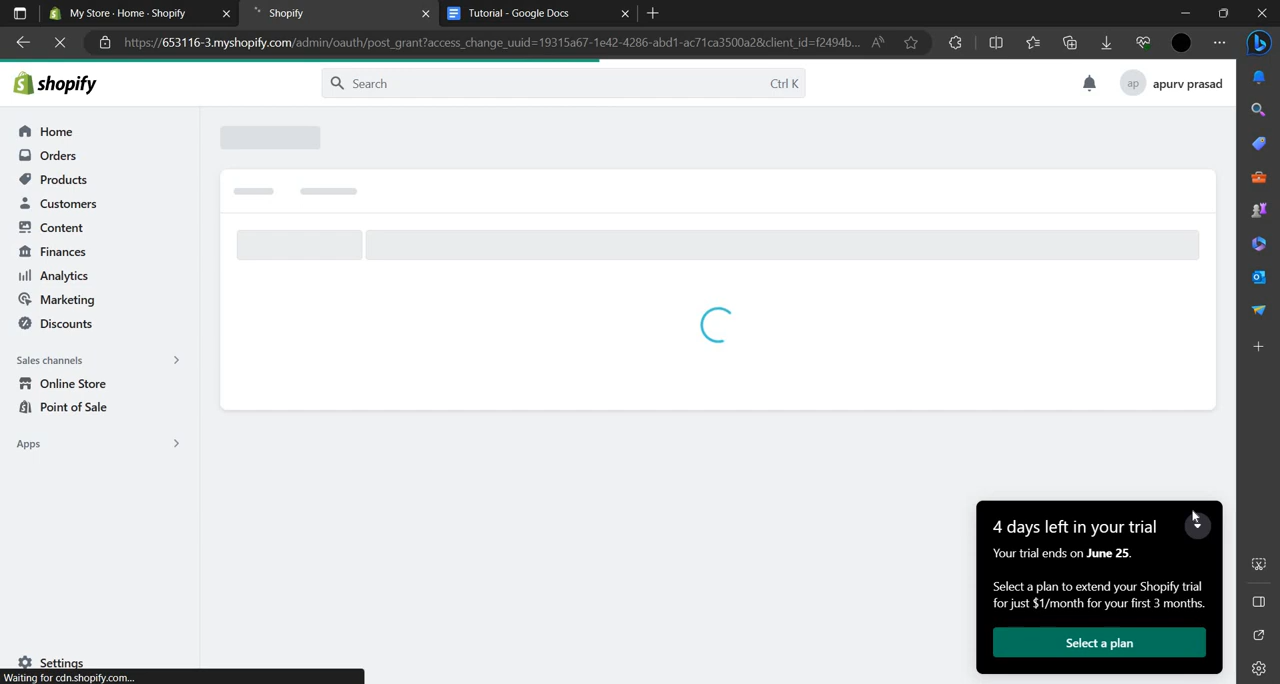 My Store · Home · Shopify
Shopify
Tutorial - Google Docs
https://653116-3.myshopify.com/admin/oauth/post_grant?access_change_uuid=19315a67-1e42-4286-abd1-ac71ca3500a2&client_id=f2494b...
shopify
Search
Ctrl K
ap
apurv prasad
Home
Orders
Products
Customers
Content
Finances
Analytics
Marketing
Discounts
Sales channels
Online Store
Point of Sale
Apps
4 days left in your trial
Your trial ends on June 25.
Select a plan to extend your Shopify trial
for just $1/month for your first 3 months.
Select a plan
Settings
Waiting for cdn.shopify.com...